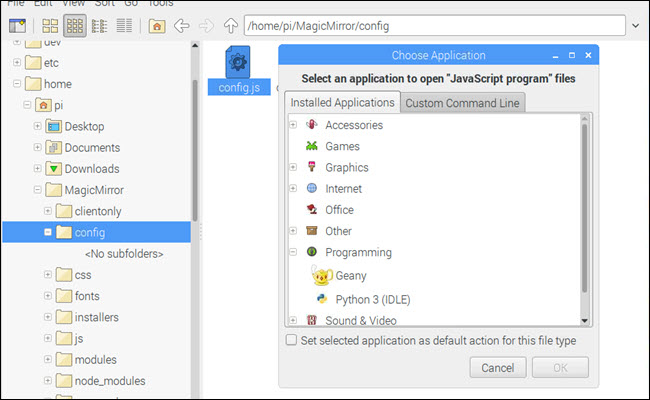 File Edit View Sort Go Tools
/home/pi/MagicMirror/config
dev
etc
home
pi
Desktop
Documents
Downloads
MagicMirror
clientonly
config
<No subfolders>
css
fonts
installers
js
modules
node_modules
config.js
Choose Application
Select an application to open "JavaScript program" files
Installed Applications
Custom Command Line
Accessories
Games
Graphics
Internet
Office
Other
Programming
Geany
Python 3 (IDLE)
Sound & Video
Set selected application as default action for this file type
Cancel
OK